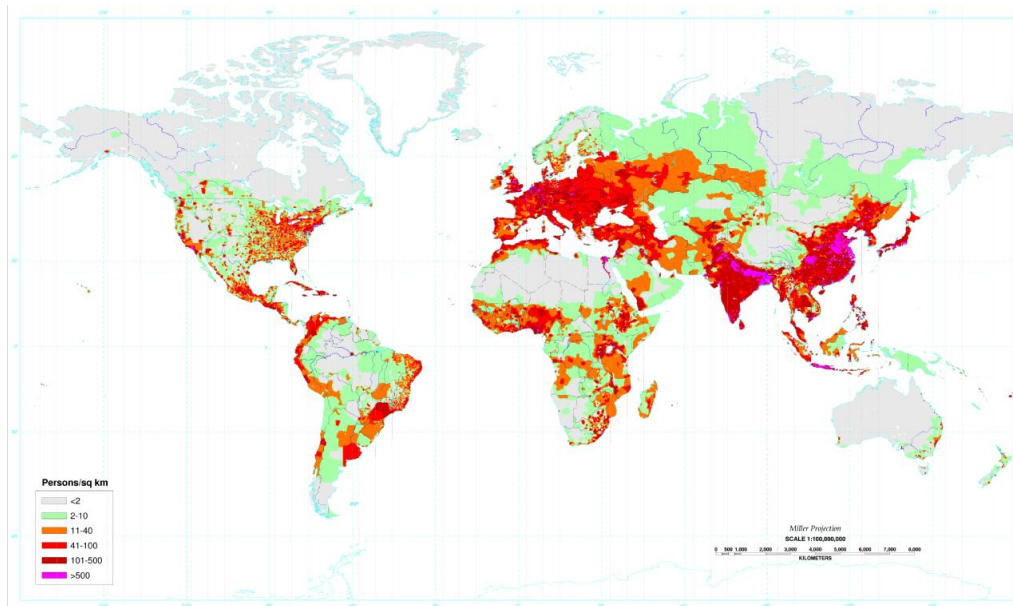 Persons/sq km
<2
2-10
11-40
41-100
101-500
>500
Miller Projection
SCALE 1:100,000,000
0 500 1,000 2,000 3,000 4,000 5,000 6,000 7,000 8,000
KILOMETERS